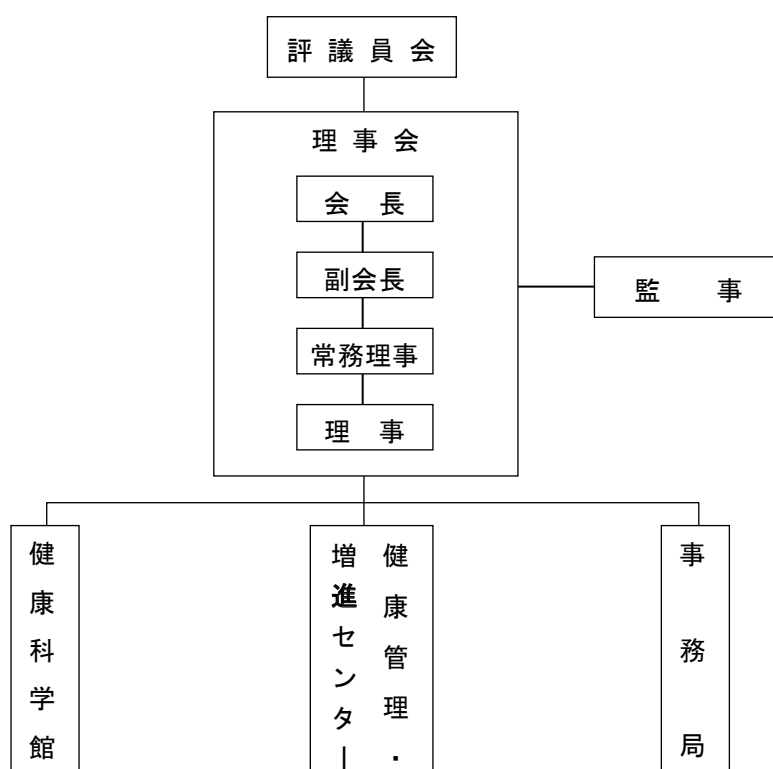 評議員会
理事会
会長
副会長
監事
常務理事
理事
健康科学館
健康管理・
増進センター
事務局